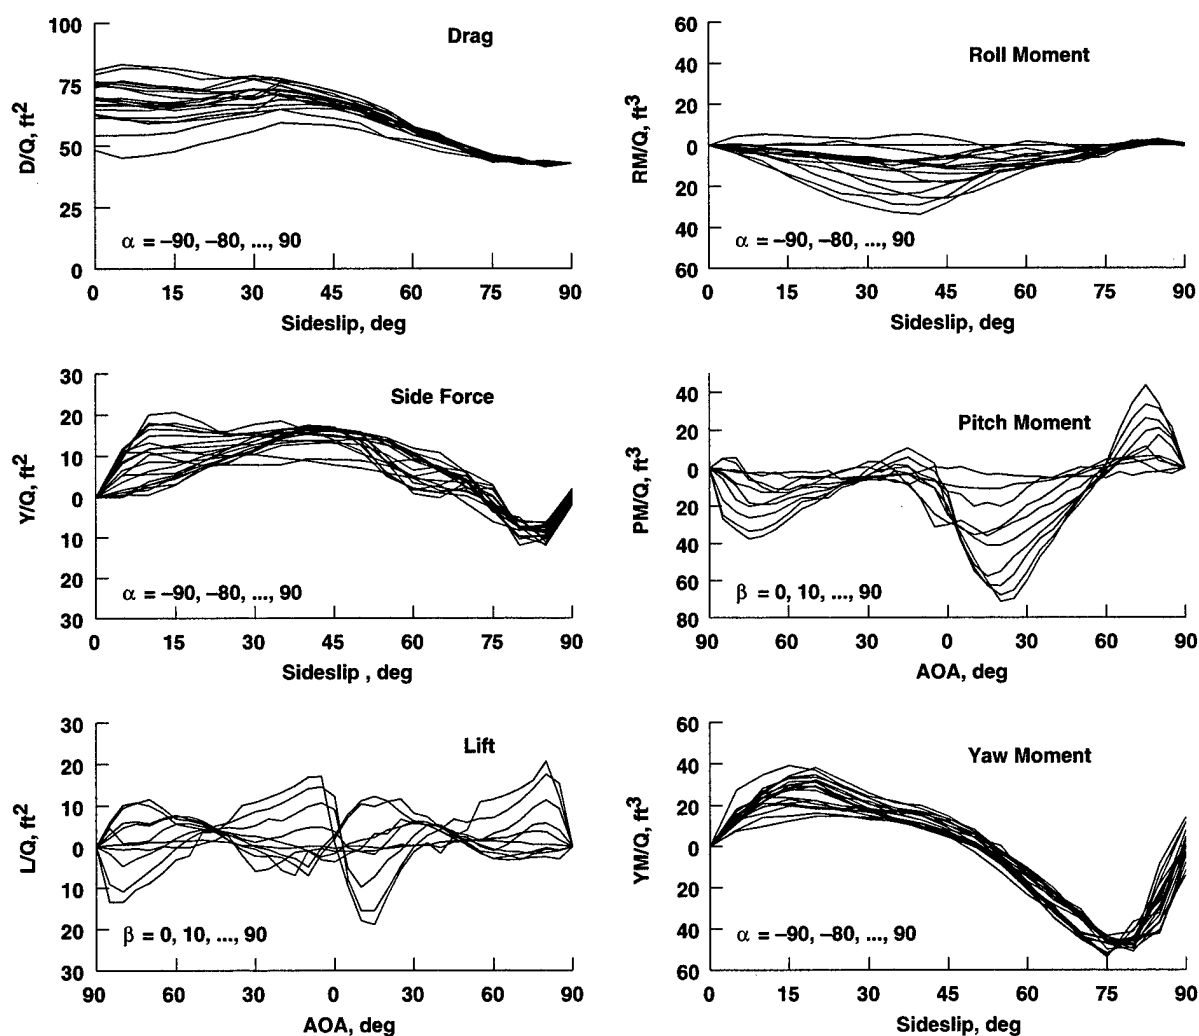 Drag
D/Q, ft²
100
75
50
25
0
α = –90, –80, ..., 90
0 15 30 45 60 75 90
Sideslip, deg
Roll Moment
RM/Q, ft³
60
40
20
0
20
40
60
α = –90, –80, ..., 90
0 15 30 45 60 75 90
Sideslip, deg
Side Force
Y/Q, ft²
30
20
10
0
10
20
30
α = –90, –80, ..., 90
0 15 30 45 60 75 90
Sideslip , deg
Pitch Moment
PM/Q, ft³
40
20
0
20
40
60
80
β = 0, 10, ..., 90
90 60 30 0 30 60 90
AOA, deg
Lift
L/Q, ft²
30
20
10
0
10
20
30
β = 0, 10, ..., 90
90 60 30 0 30 60 90
AOA, deg
Yaw Moment
YM/Q, ft³
60
40
20
0
20
40
60
α = –90, –80, ..., 90
0 15 30 45 60 75 90
Sideslip, deg